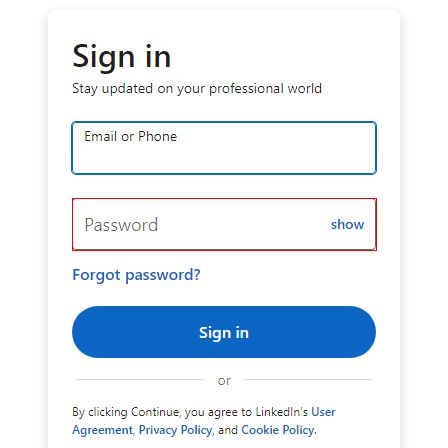 Sign in
Stay updated on your professional world
Email or Phone
Password show
Forgot password?
Sign in
or
By clicking Continue, you agree to LinkedIn's User
Agreement, Privacy Policy, and Cookie Policy.